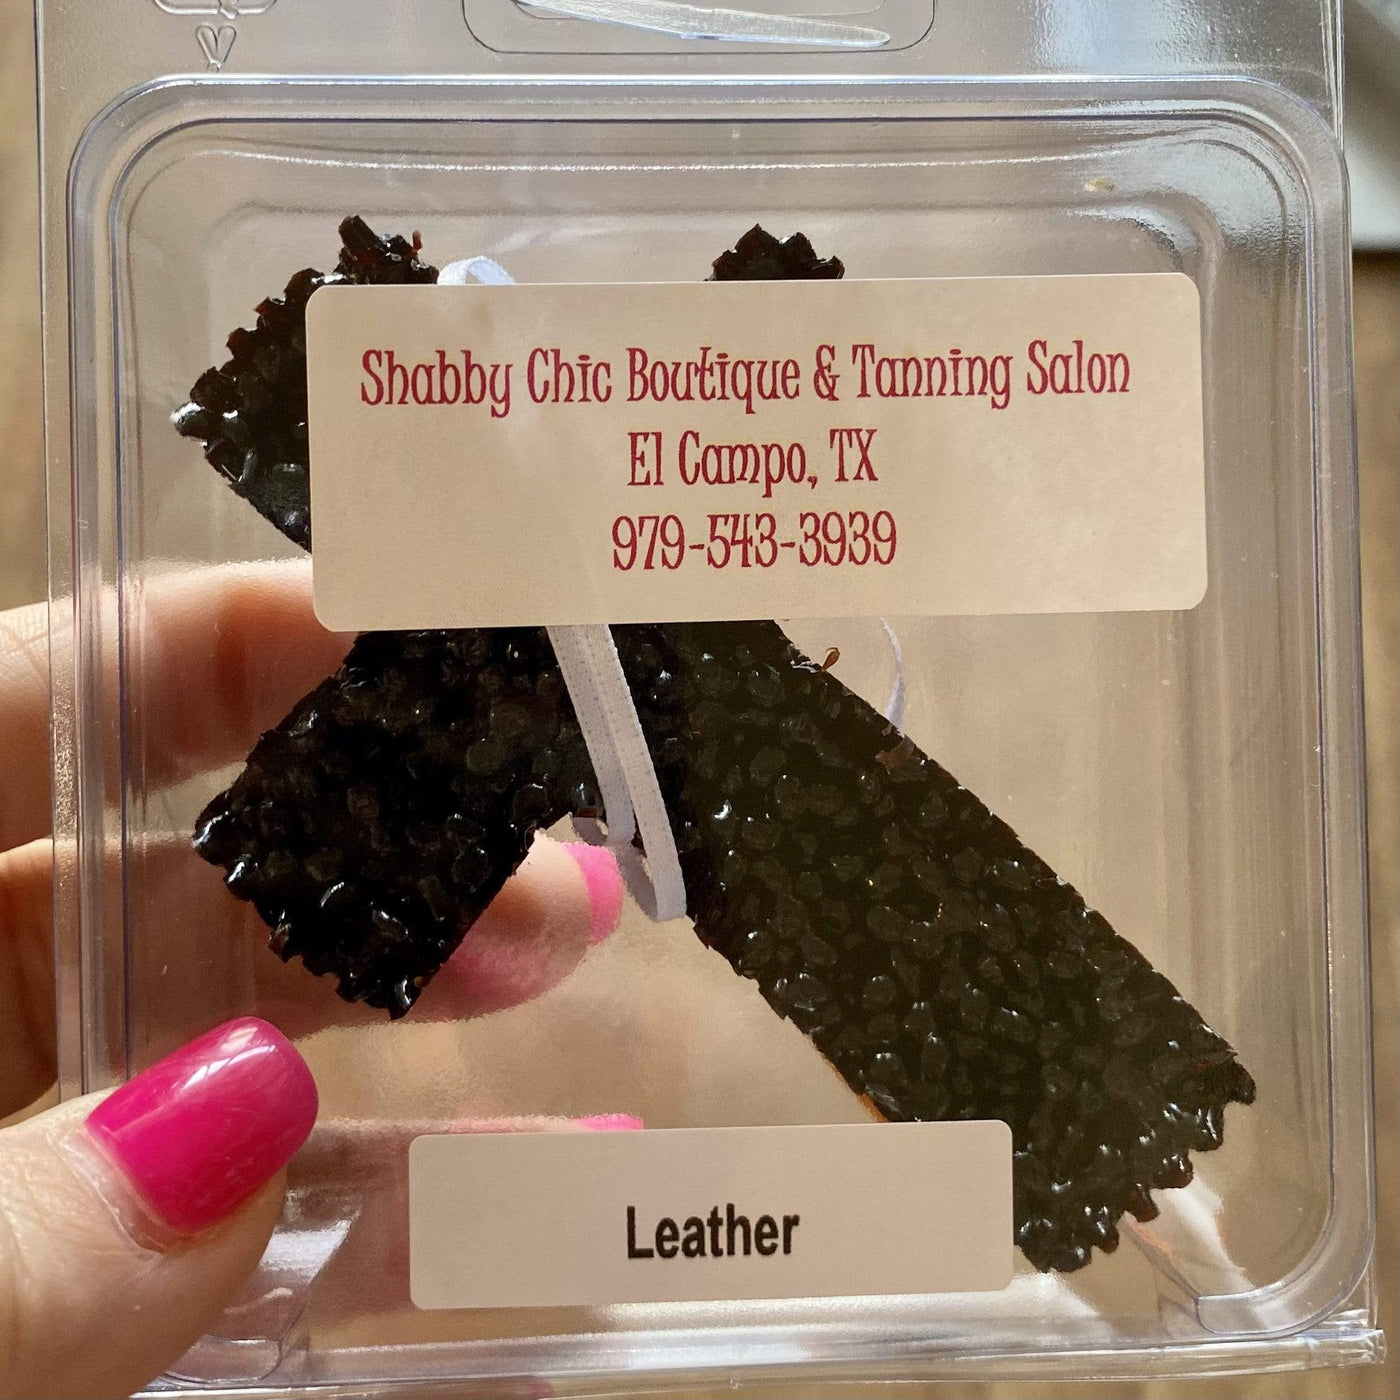 Shabby Chic Boutique & Tanning Salon
El Campo, TX
979-543-3939
Leather